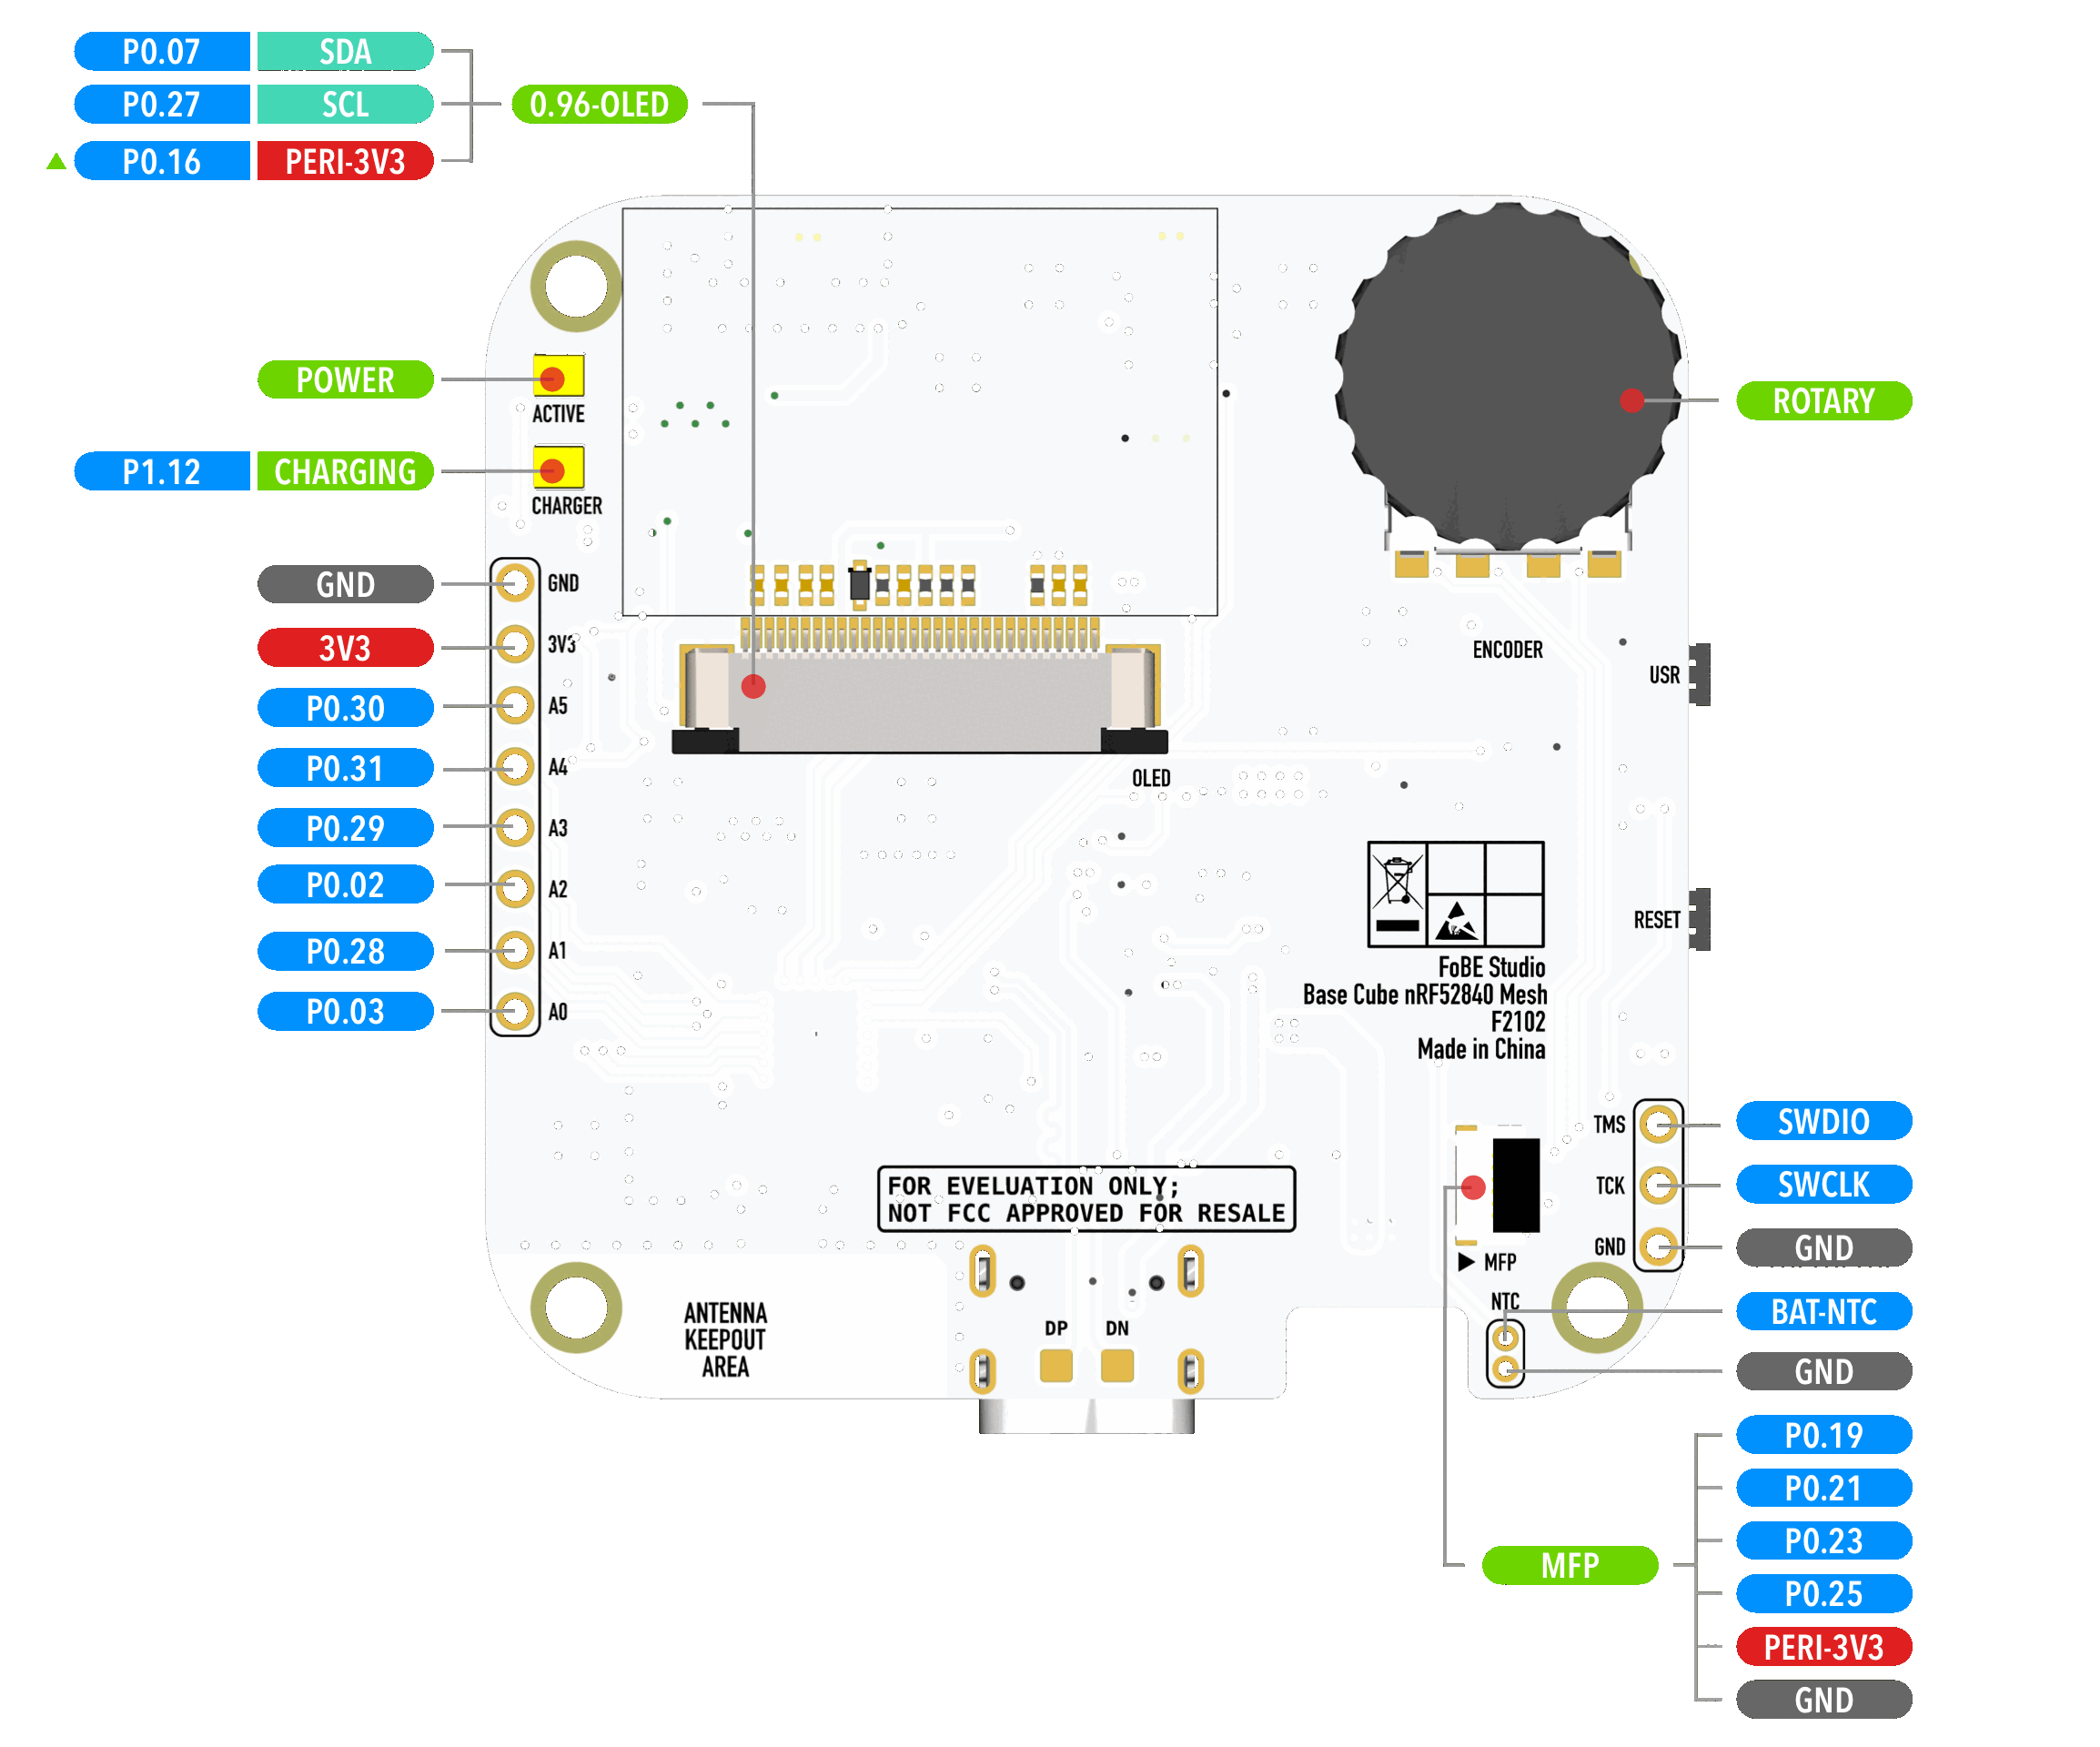 P0.07 SDA
P0.27 SCL
0.96-OLED
P0.16 PERI-3V3
POWER
ACTIVE
P1.12 CHARGING
CHARGER
ROTARY
GND GND
3V3 3V3
P0.30 A5
P0.31 A4
P0.29 A3
P0.02 A2
P0.28 A1
P0.03 A0
ENCODER
USR
OLED
RESET
FoBE Studio
Base Cube nRF52840 Mesh
F2102
Made in China
TMS SWDIO
TCK SWCLK
GND GND
MFP
FOR EVELUATION ONLY;
NOT FCC APPROVED FOR RESALE
NTC BAT-NTC
GND
ANTENNA
KEEPOUT
AREA
DP DN
MFP
P0.19
P0.21
P0.23
P0.25
PERI-3V3
GND